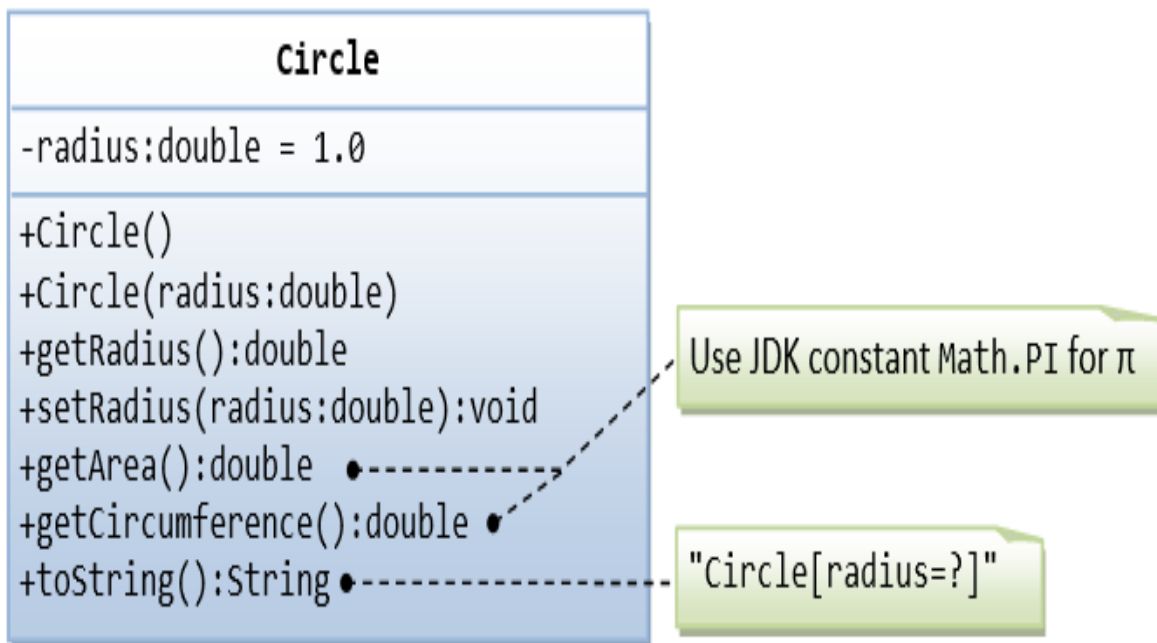 Circle
-radius:double = 1.0
+Circle()
+Circle(radius:double)
+getRadius():double
+setRadius(radius:double):void
+getArea():double
+getCircumference():double
+toString():String
Use JDK constant Math.PI for π
"Circle[radius=?]"